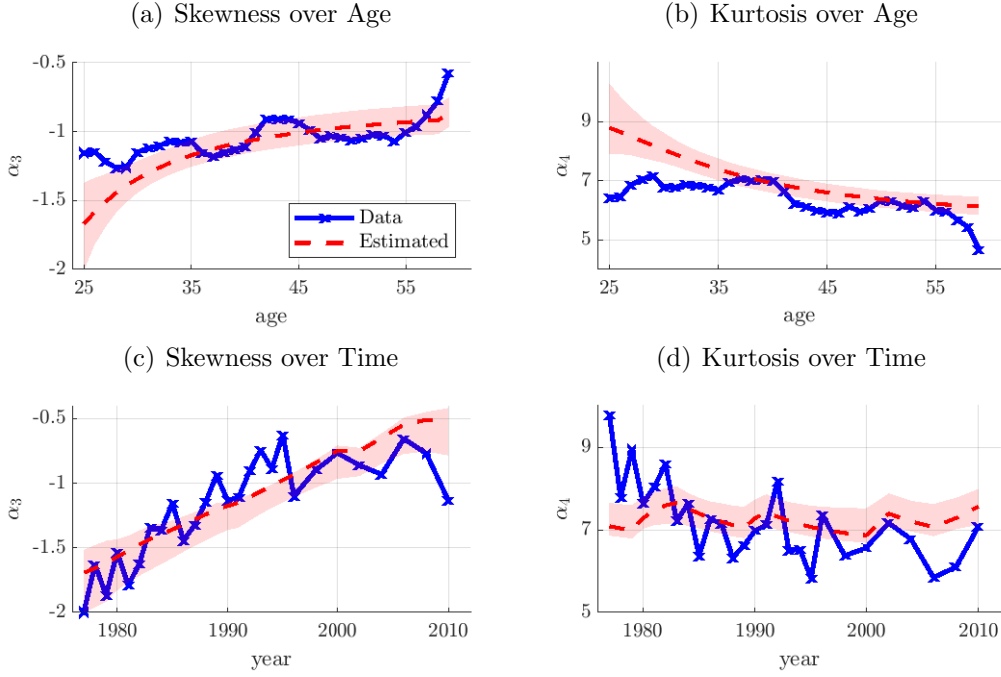 (a) Skewness over Age
(b) Kurtosis over Age
-0.5
-1
-1.5
-2
α3
25
35
45
55
age
Data
Estimated
9
7
5
α4
25
35
45
55
age
(c) Skewness over Time
(d) Kurtosis over Time
-0.5
-1
-1.5
-2
α3
1980
1990
2000
2010
year
9
7
5
α4
1980
1990
2000
2010
year